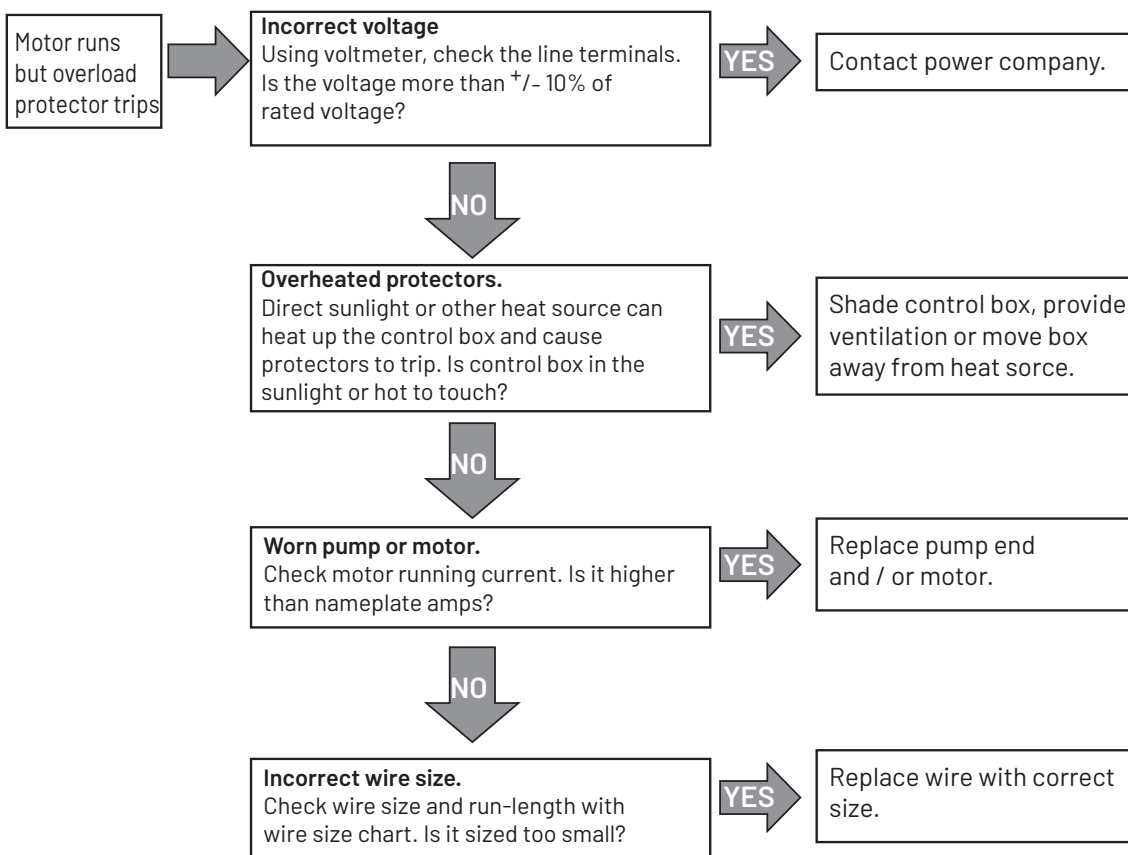 Motor runs
but overload
protector trips
Incorrect voltage
Using voltmeter, check the line terminals.
Is the voltage more than +/- 10% of
rated voltage?
YES
Contact power company.
NO
Overheated protectors.
Direct sunlight or other heat source can
heat up the control box and cause
protectors to trip. Is control box in the
sunlight or hot to touch?
YES
Shade control box, provide
ventilation or move box
away from heat sorce.
NO
Worn pump or motor.
Check motor running current. Is it higher
than nameplate amps?
YES
Replace pump end
and / or motor.
NO
Incorrect wire size.
Check wire size and run-length with
wire size chart. Is it sized too small?
YES
Replace wire with correct
size.